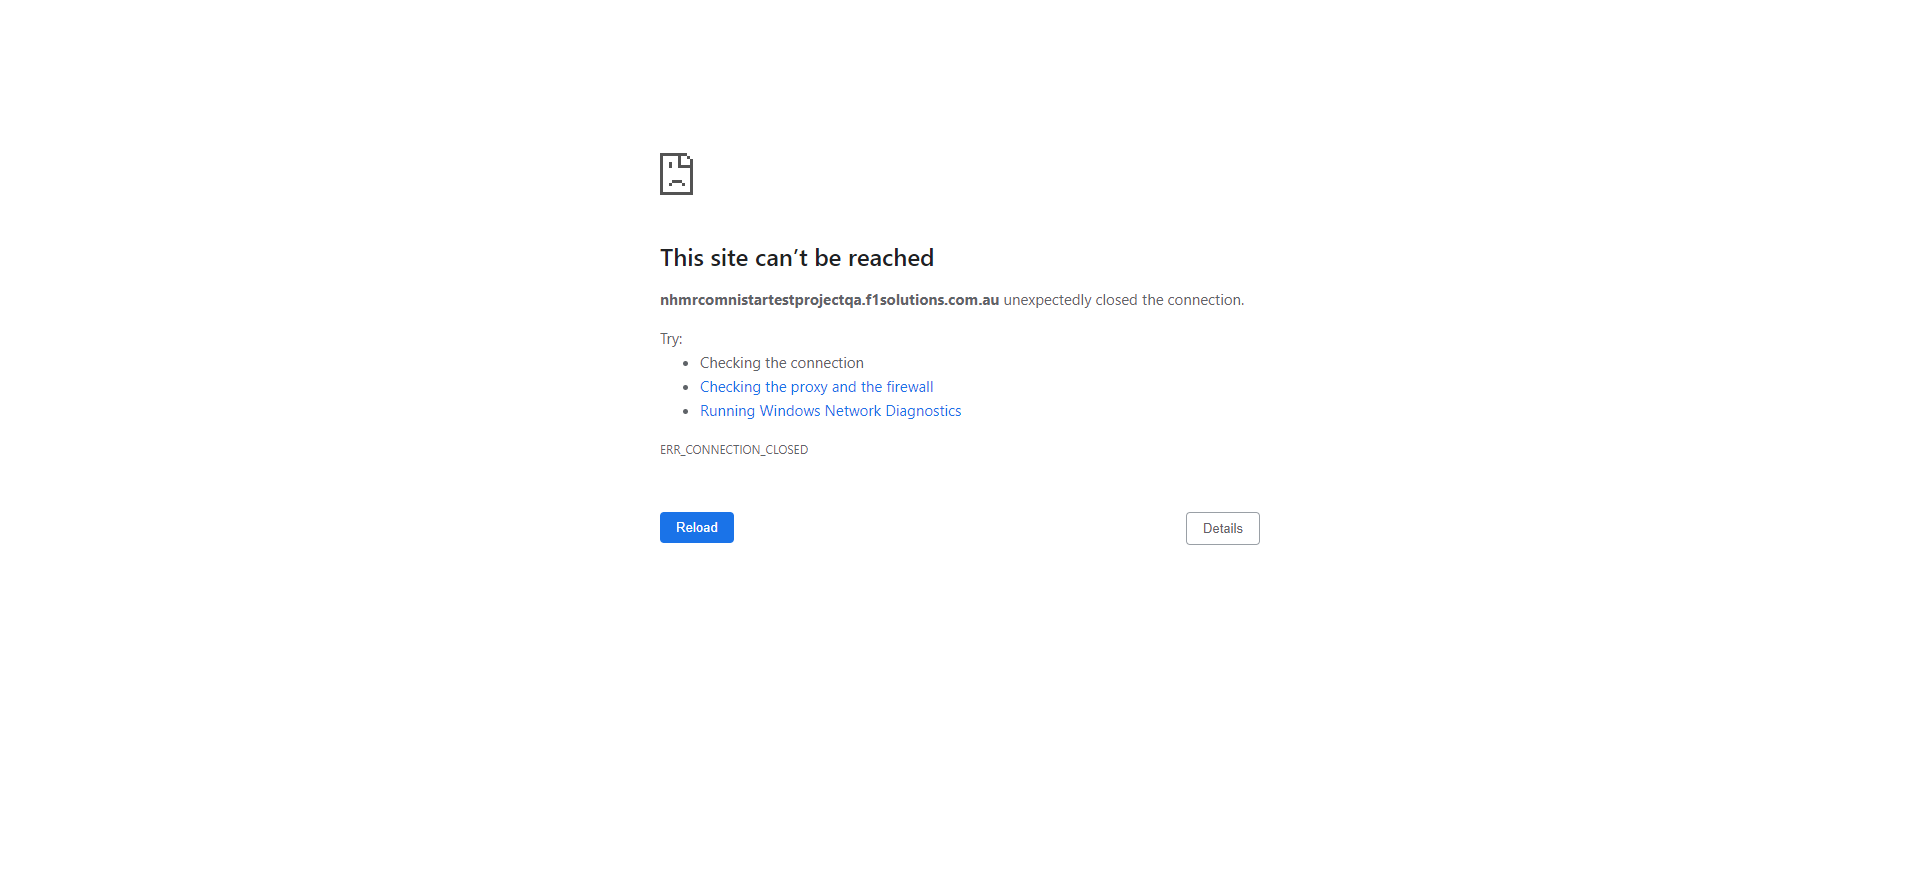 This site can’t be reached
nhmrcomnistartestprojectqa.f1solutions.com.au unexpectedly closed the connection.
Try:
• Checking the connection
• Checking the proxy and the firewall
• Running Windows Network Diagnostics
ERR_CONNECTION_CLOSED
Reload
Details